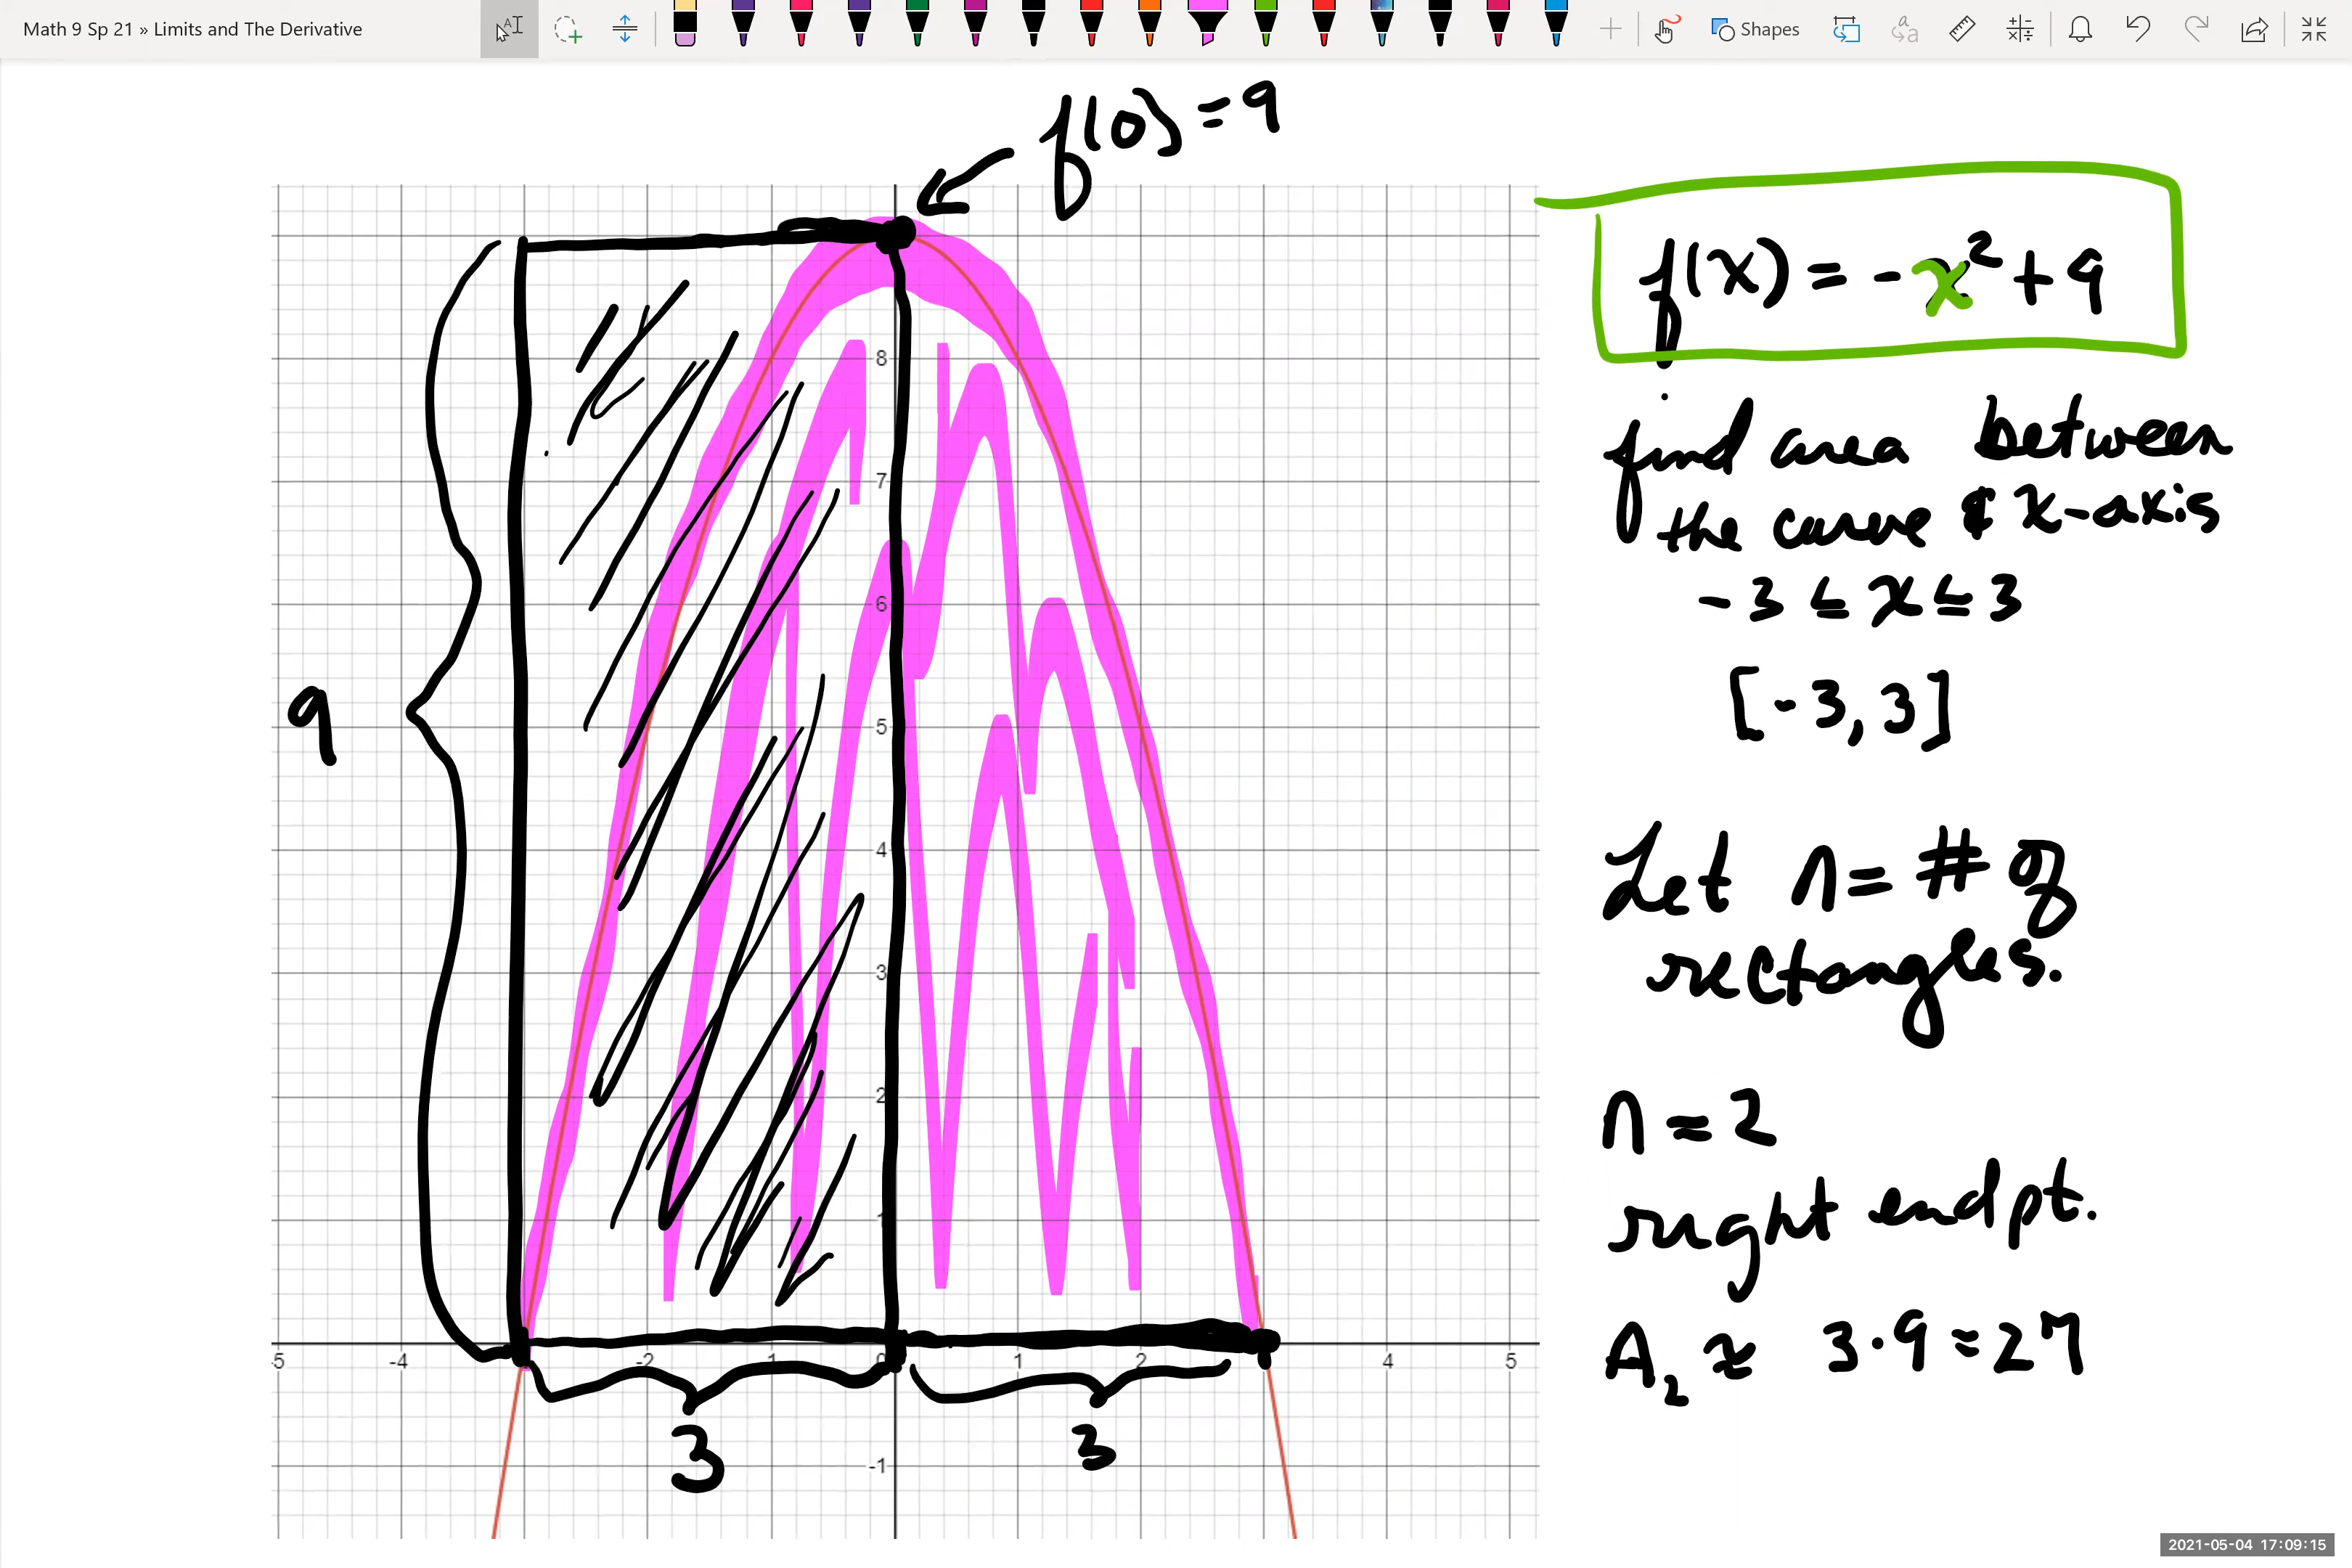 Math 9 Sp 21 » Limits and The Derivative
Shapes
f(0) = 9
f(x) = -x² + 9
find area between
the curve & x-axis
-3 ≤ x ≤ 3
[-3, 3]
Let n = # of
rectangles.
n = 2
right endpt.
A₂ ≈ 3·9 = 27
9
8
7
6
5
4
3
2
1
-5 -4 -2 -1 0 1 2 4 5
3 3
-1
2021-05-04 17:09:15